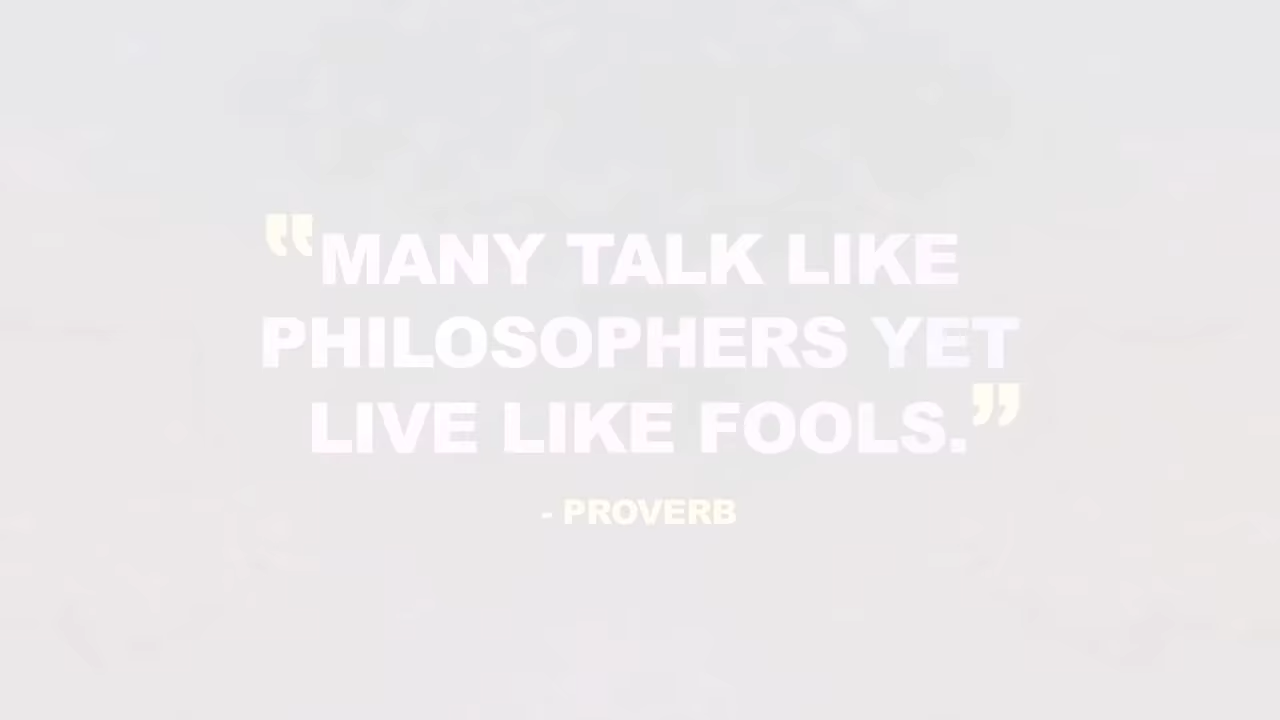 "MANY TALK LIKE
PHILOSOPHERS YET
LIVE LIKE FOOLS."
- PROVERB